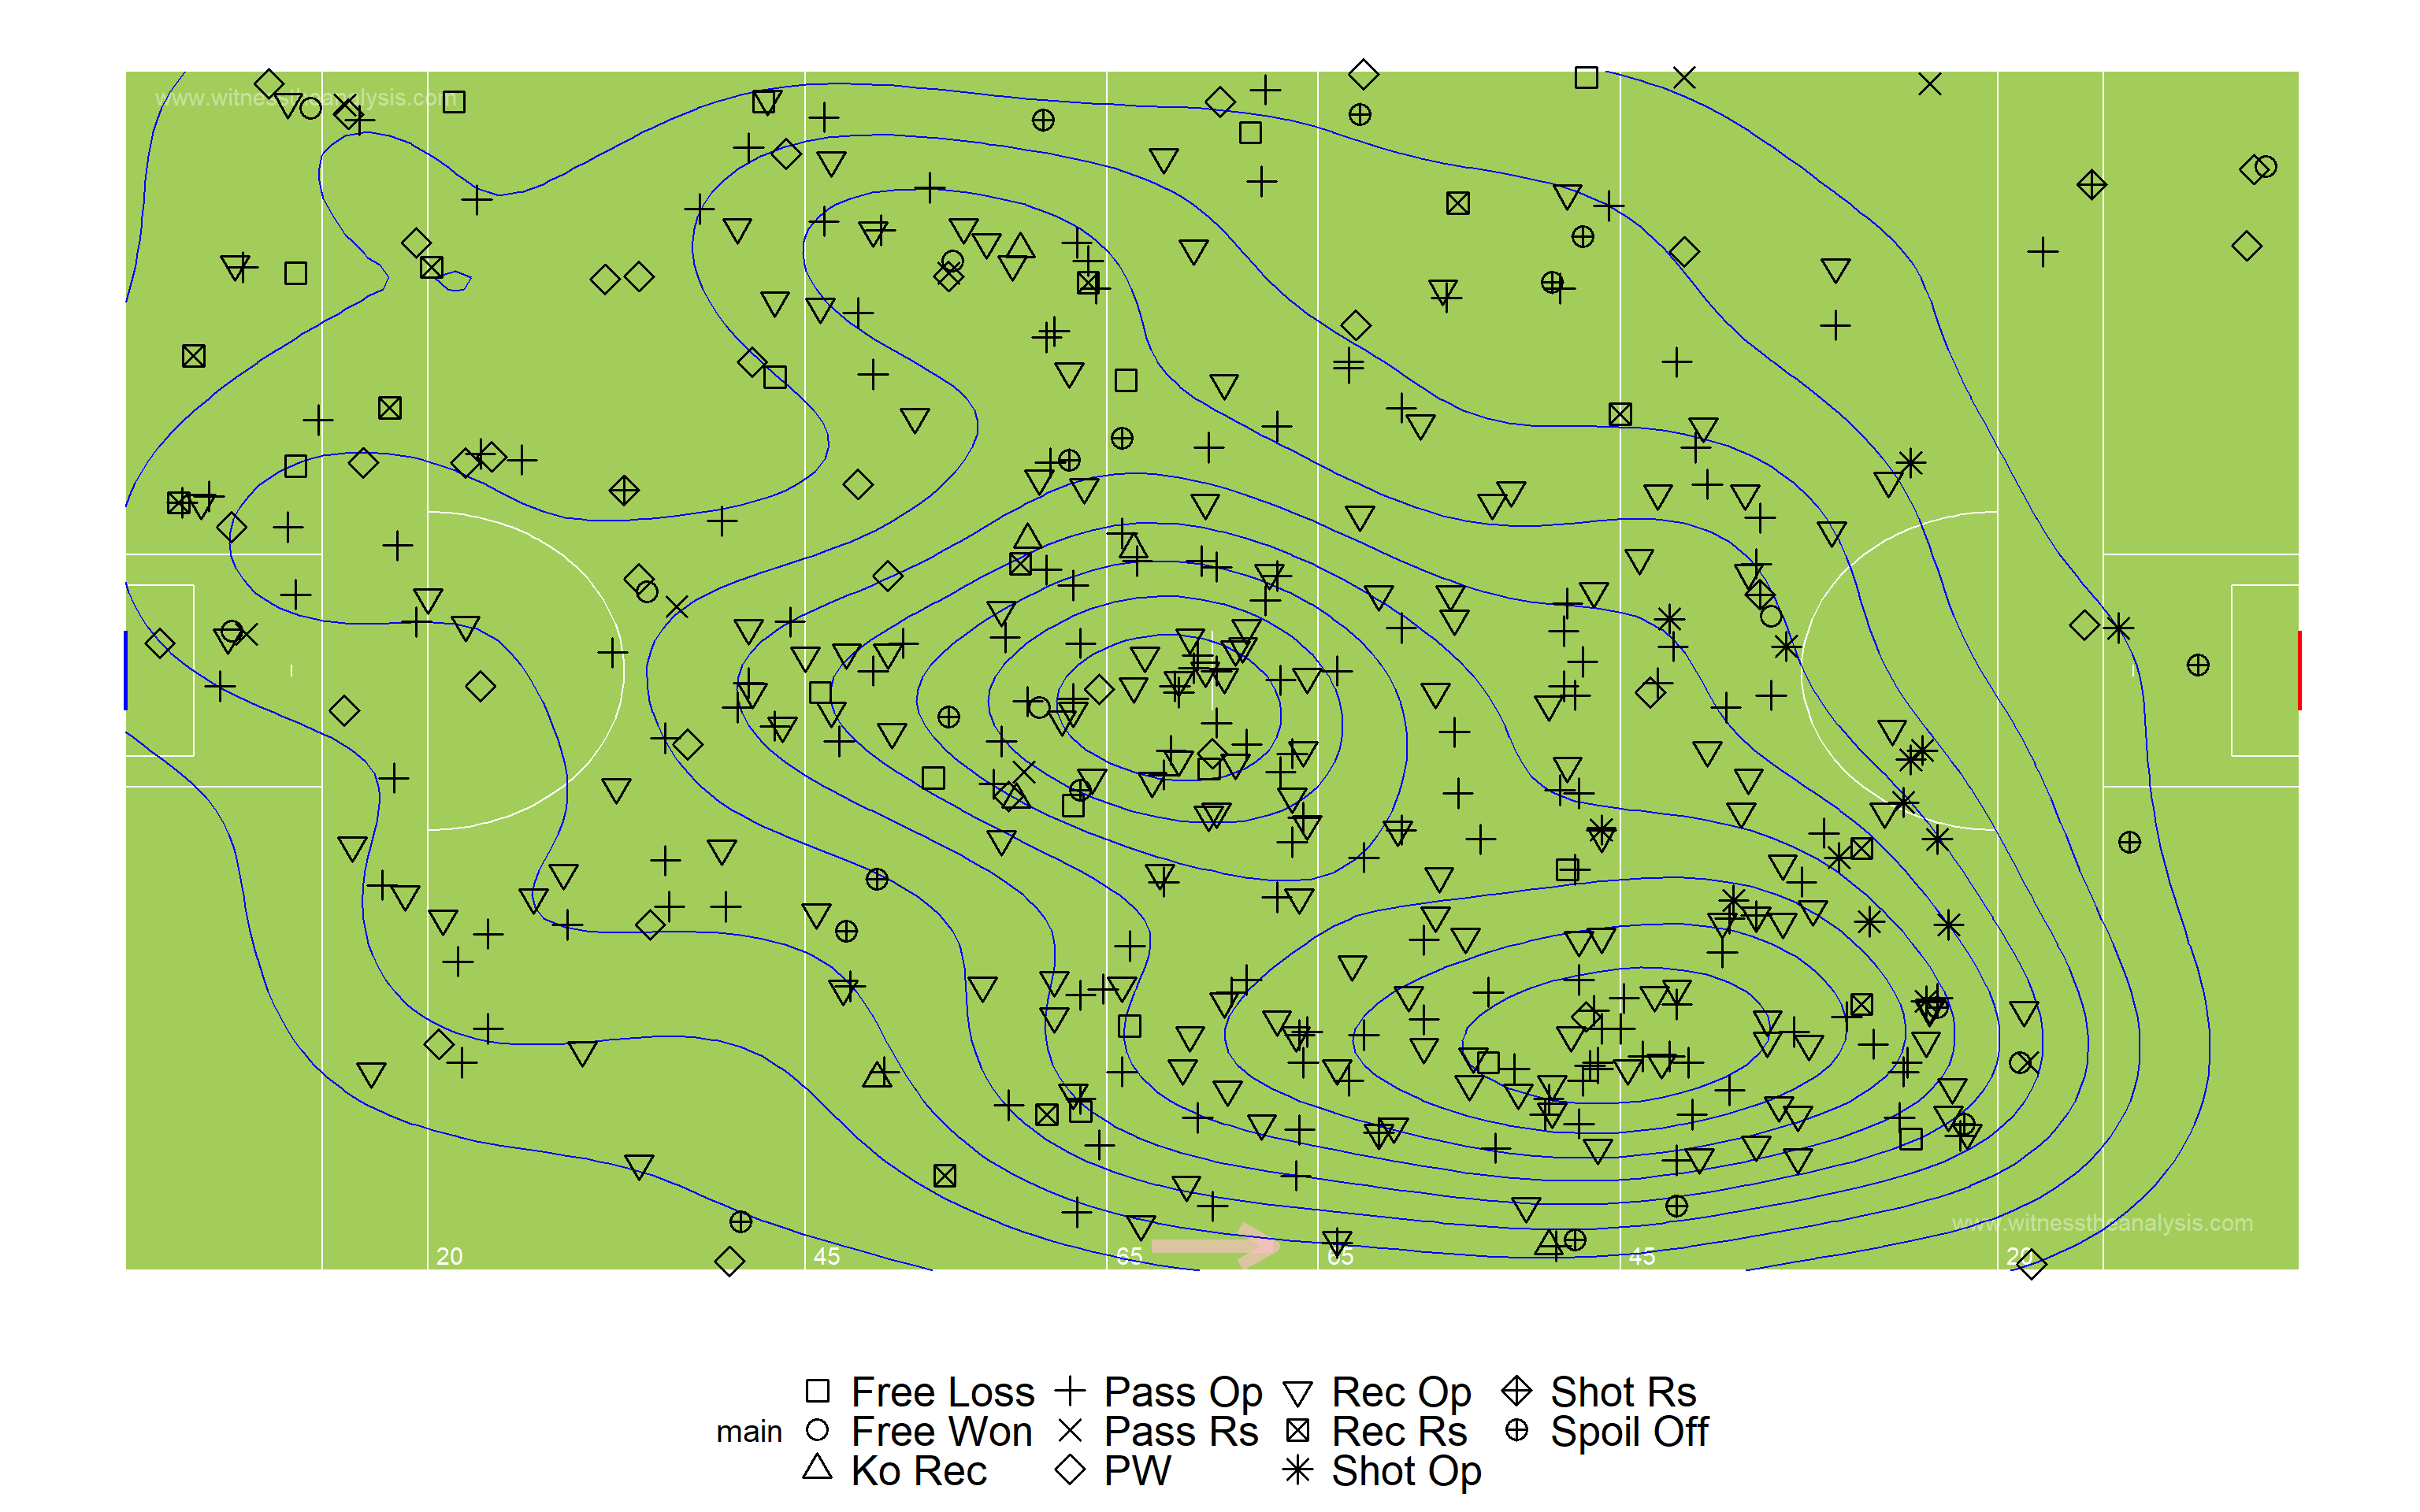 www.witnesstheanalysis.com
www.witnesstheanalysis.com
20 45 65 65 45 20
Free Loss Pass Op Rec Op Shot Rs
main Free Won Pass Rs Rec Rs Spoil Off
Ko Rec PW Shot Op